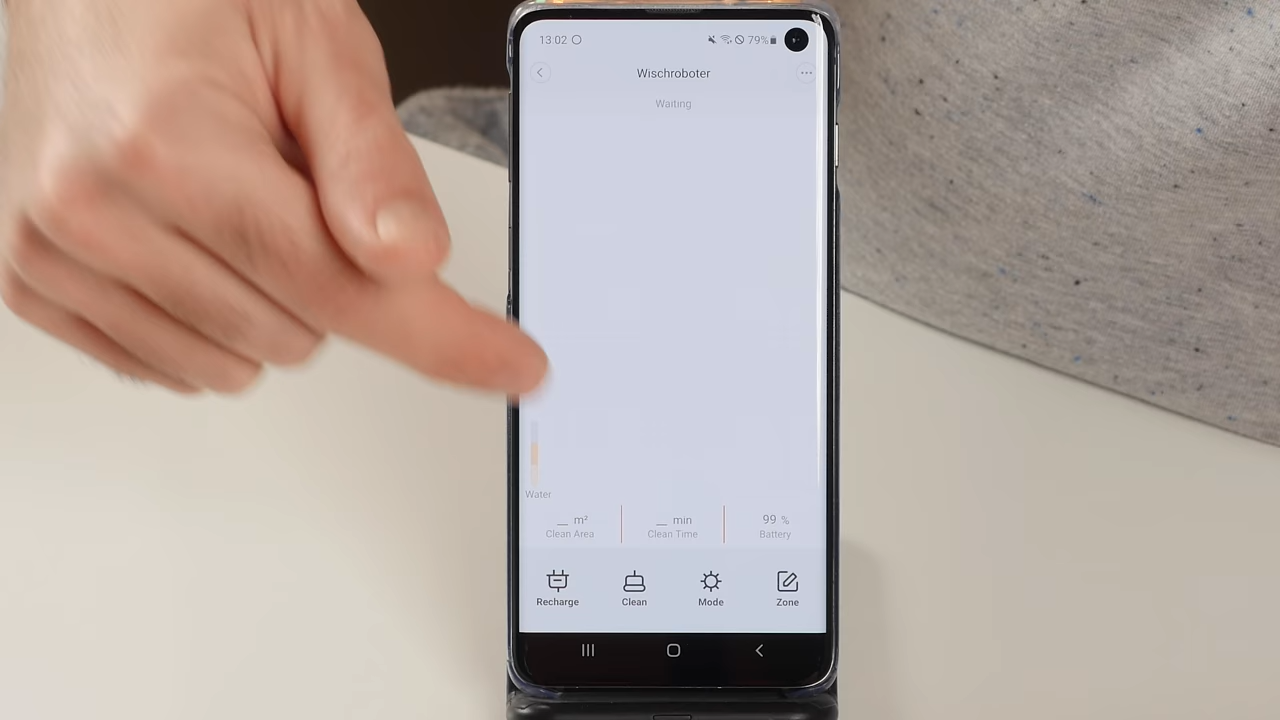 13:02 79%
Wischroboter
Waiting
Water
__ m² __ min 99 %
Clean Area Clean Time Battery
Recharge Clean Mode Zone